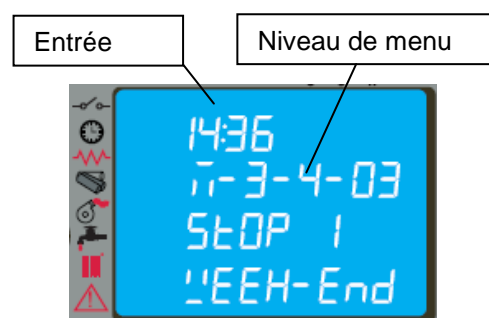 Entrée
Niveau de menu
14:36
M-3-4-03
STOP 1
WEEK-End